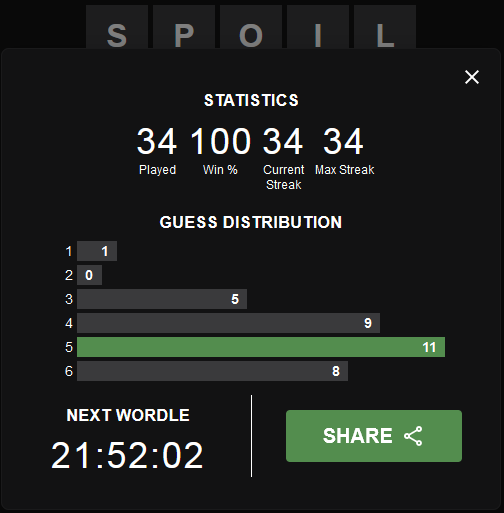 S P O I L
STATISTICS
34 100 34 34
Played Win % Current Streak Max Streak
GUESS DISTRIBUTION
1 1
2 0
3 5
4 9
5 11
6 8
NEXT WORDLE
21:52:02
SHARE